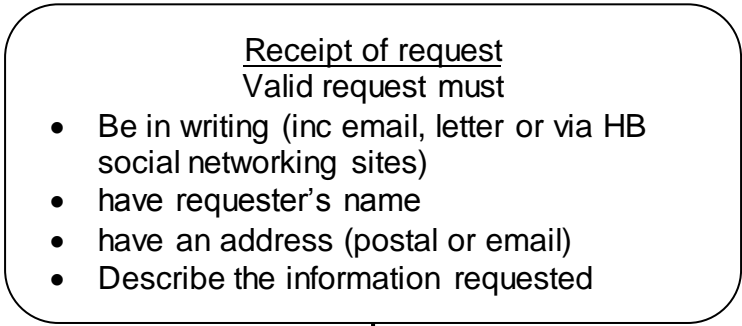 Receipt of request
Valid request must
• Be in writing (inc email, letter or via HB
social networking sites)
• have requester’s name
• have an address (postal or email)
• Describe the information requested